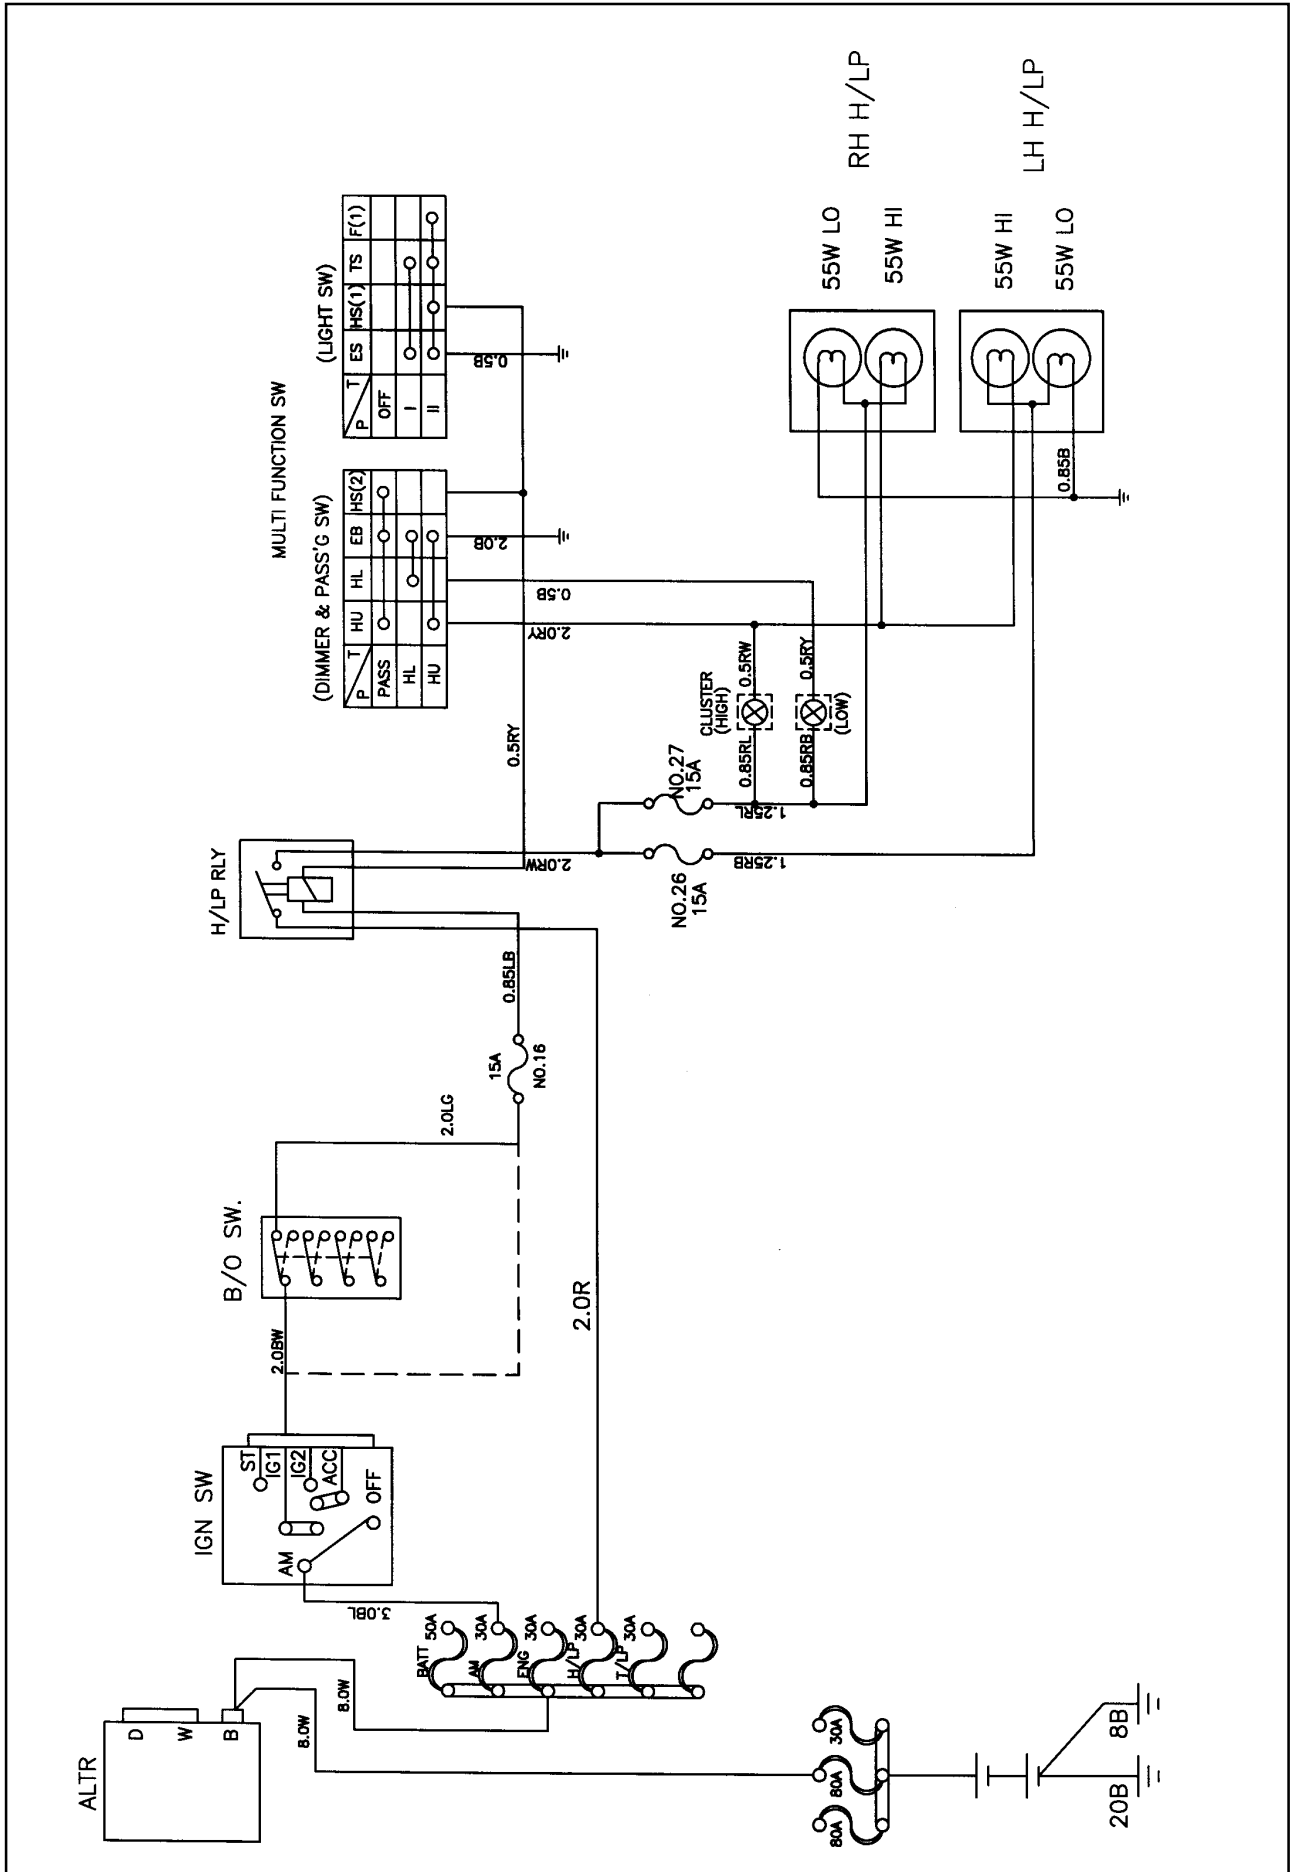 ALTR
D
W
B
8.0W
8.0W
BATT
50A
AM
30A
ENG
30A
H/LP
30A
T/LP
30A
80A
80A
30A
20B
8B
3.0BL
IGN SW
AM
ST
IG1
IG2
ACC
OFF
2.0BW
B/O SW.
2.0LG
15A
NO.16
0.85LB
2.0R
H/LP RLY
0.5RY
2.0RW
NO.26
15A
NO.27
15A
1.25RB
1.25RL
CLUSTER
(HIGH)
0.85RL
0.5RW
(LOW)
0.85RB
0.5RY
MULTI FUNCTION SW
(DIMMER & PASS'G SW)
P T HU HL EB HS(2)
PASS
HL
HU
2.0RY
0.5B
2.0B
(LIGHT SW)
P T ES HS(1) TS F(1)
OFF
I
II
0.5B
55W LO
55W HI
RH H/LP
55W HI
55W LO
LH H/LP
0.85B